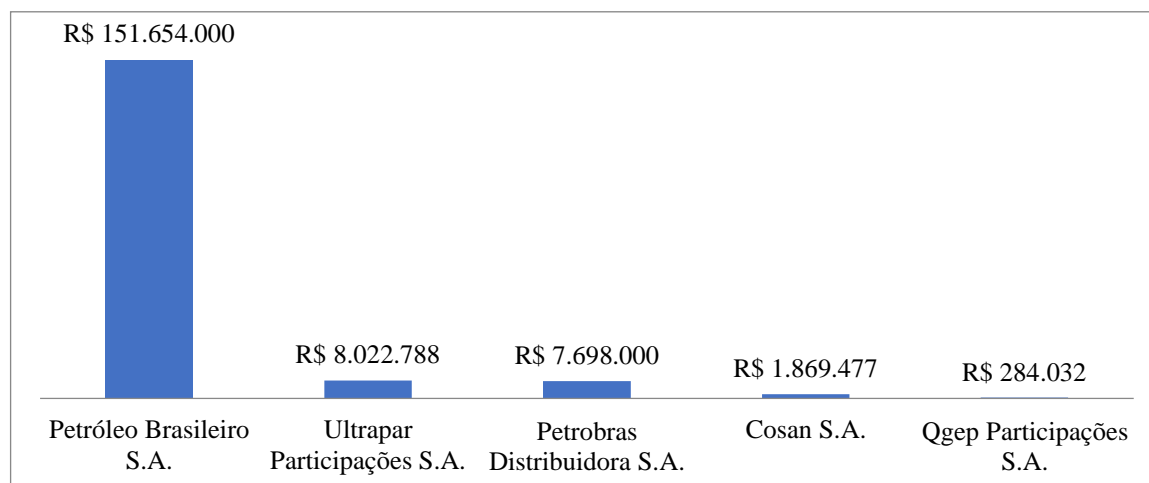 R$ 151.654.000
R$ 8.022.788
R$ 7.698.000
R$ 1.869.477
R$ 284.032
Petróleo Brasileiro
S.A.
Ultrapar
Participações S.A.
Petrobras
Distribuidora S.A.
Cosan S.A.
Qgep Participações
S.A.